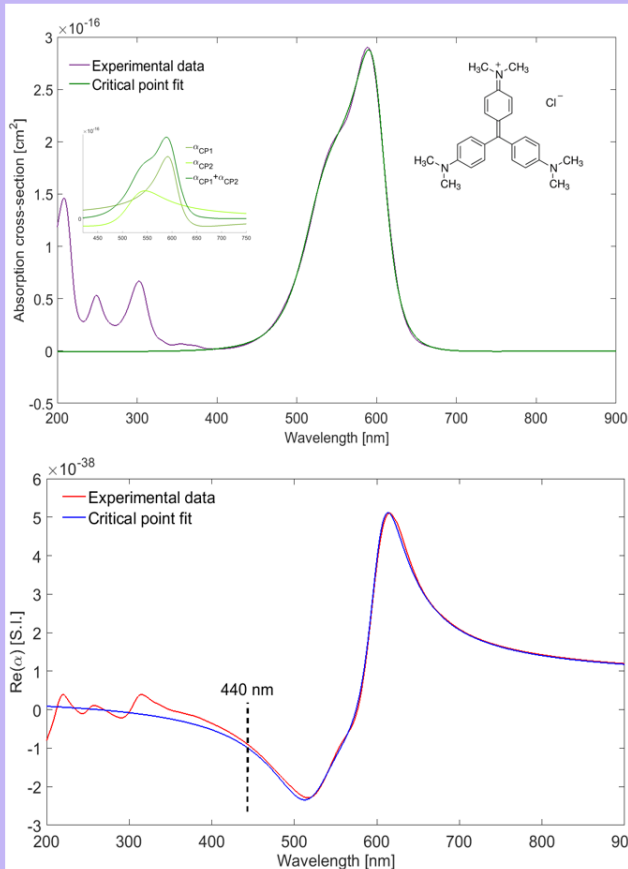 ×10^-16
Experimental data
Critical point fit
H₃C CH₃
N⁺
Cl⁻
H₃C N CH₃
N CH₃
CH₃
×10^-16
α_CP1
α_CP2
α_CP1+α_CP2
0
450 500 550 600 650 700 750
3
2.5
2
1.5
1
0.5
0
-0.5
Absorption cross-section [cm²]
200 300 400 500 600 700 800 900
Wavelength [nm]
×10^-38
Experimental data
Critical point fit
440 nm
6
5
4
3
2
1
0
-1
-2
-3
Re(α) [S.I.]
200 300 400 500 600 700 800 900
Wavelength [nm]